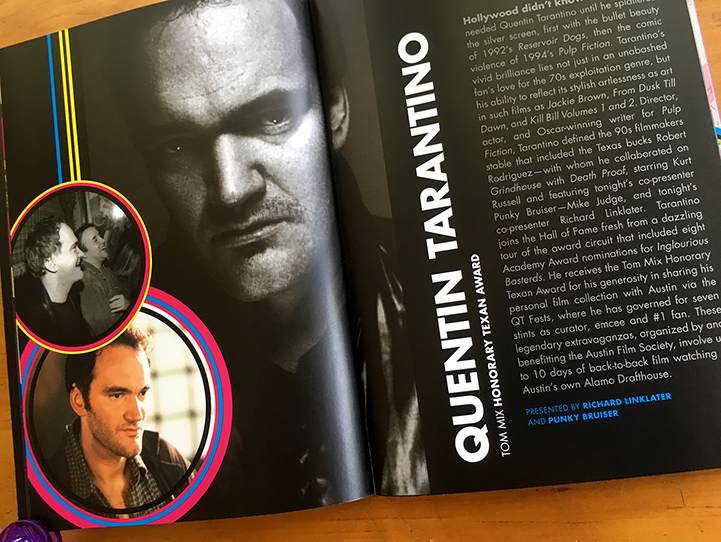 QUENTIN TARANTINO
TOM MIX HONORARY TEXAN AWARD
Hollywood didn't know
needed Quentin Tarantino until he splattered
the silver screen, first with the bullet beauty
of 1992's Reservoir Dogs, then the comic
violence of 1994's Pulp Fiction. Tarantino's
vivid brilliance lies not just in an unabashed
fan's love for the 70s exploitation genre, but
his ability to reflect its stylish artlessness as art
in such films as Jackie Brown, From Dusk Till
Dawn, and Kill Bill Volumes 1 and 2. Director,
actor, and Oscar-winning writer for Pulp
Fiction, Tarantino defined the 90s filmmakers
stable that included the Texas bucks Robert
Rodriguez—with whom he collaborated on
Grindhouse with Death Proof, starring Kurt
Russell and featuring tonight's co-presenter
Punky Bruiser—Mike Judge, and tonight's
co-presenter Richard Linklater. Tarantino
joins the Hall of Fame fresh from a dazzling
tour of the award circuit that included eight
Academy Award nominations for Inglourious
Basterds. He receives the Tom Mix Honorary
Texan Award for his generosity in sharing his
personal film collection with Austin via the
QT Fests, where he has governed for seven
stints as curator, emcee and #1 fan. These
legendary extravaganzas, organized by and
benefitting the Austin Film Society, involve u
to 10 days of back-to-back film watching
Austin's own Alamo Drafthouse.
PRESENTED BY RICHARD LINKLATER
AND PUNKY BRUISER